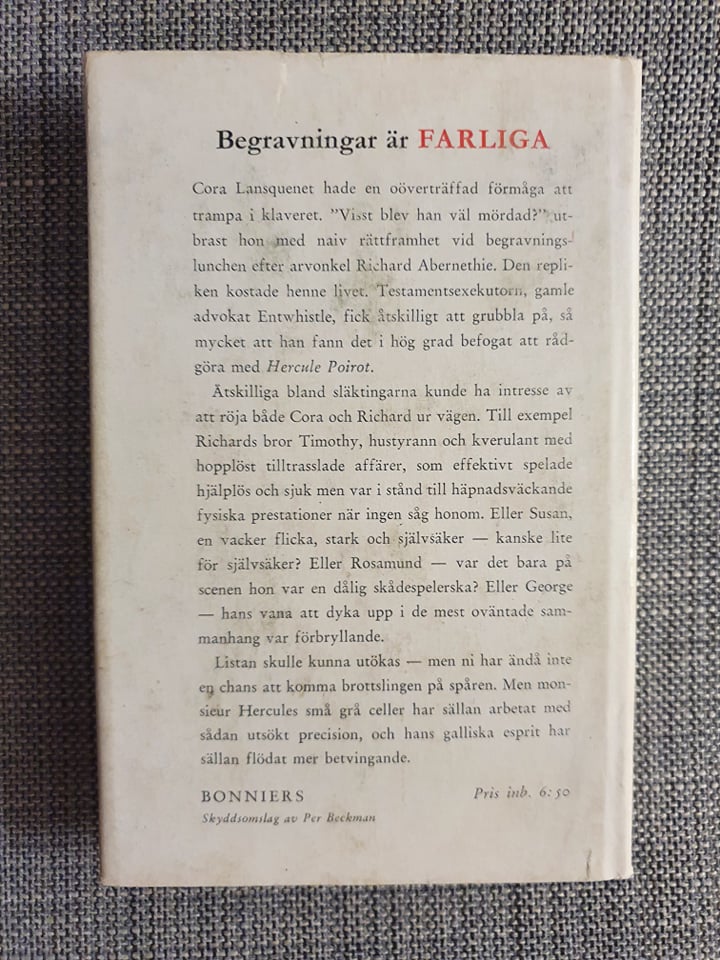 Begravningar är FARLIGA
Cora Lansquenet hade en oöverträffad förmåga att
trampa i klaveret. ”Visst blev han väl mördad?” ut-
brast hon med naiv rättframhet vid begravnings-
lunchen efter arvonkel Richard Abernethie. Den repli-
ken kostade henne livet. Testamentsexekutorn, gamle
advokat Entwhistle, fick åtskilligt att grubbla på, så
mycket att han fann det i hög grad befogat att råd-
göra med Hercule Poirot.
Åtskilliga bland släktingarna kunde ha intresse av
att röja både Cora och Richard ur vägen. Till exempel
Richards bror Timothy, hustyrann och kverulant med
hopplöst tilltrasslade affärer, som effektivt spelade
hjälplös och sjuk men var i stånd till häpnadsväckande
fysiska prestationer när ingen såg honom. Eller Susan,
en vacker flicka, stark och självsäker — kanske lite
för självsäker? Eller Rosamund — var det bara på
scenen hon var en dålig skådespelerska? Eller George
— hans vana att dyka upp i de mest oväntade sam-
manhang var förbryllande.
Listan skulle kunna utökas — men ni har ändå inte
en chans att komma brottslingen på spåren. Men mon-
sieur Hercules små grå celler har sällan arbetat med
sådan utsökt precision, och hans galliska esprit har
sällan flödat mer betvingande.
BONNIERS
Pris inb. 6:50
Skyddsomslag av Per Beckman